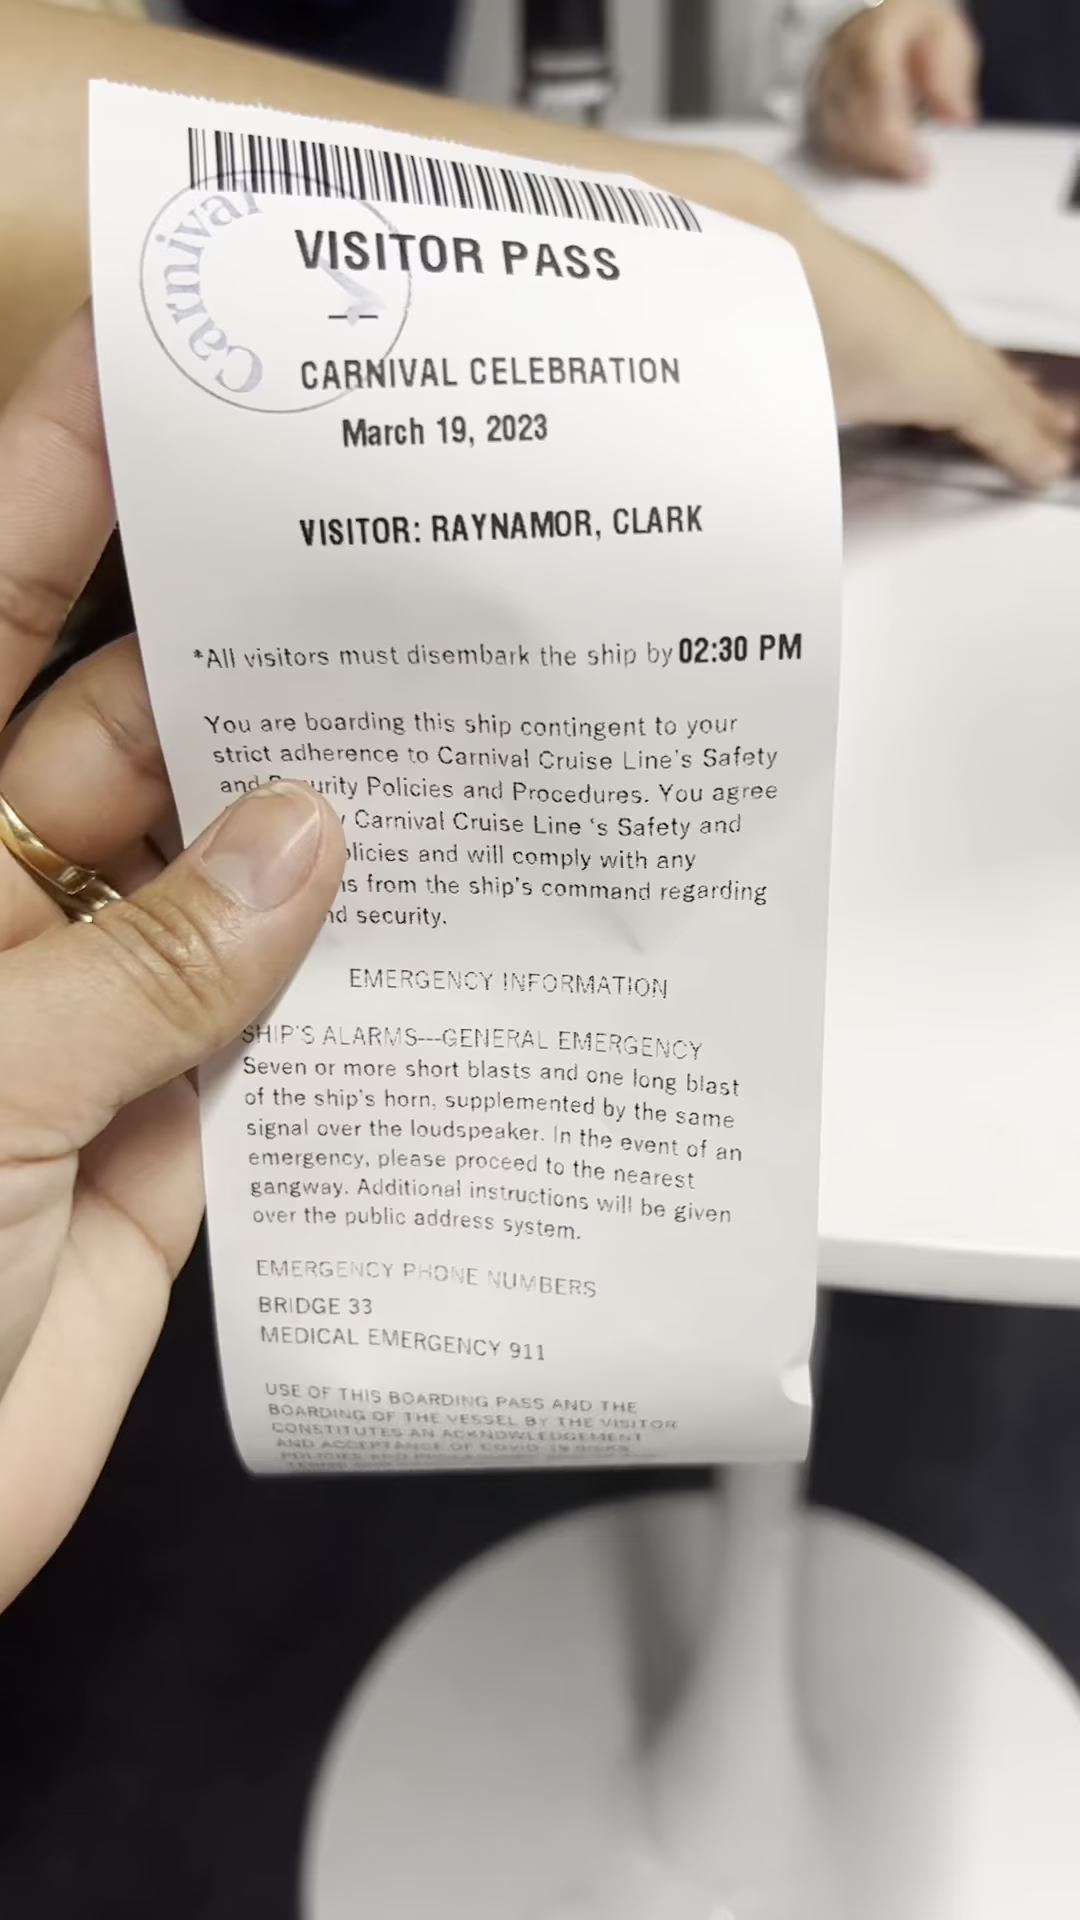 Carnival
VISITOR PASS
--
CARNIVAL CELEBRATION
March 19, 2023
VISITOR: RAYNAMOR, CLARK
*All visitors must disembark the ship by 02:30 PM
You are boarding this ship contingent to your
strict adherence to Carnival Cruise Line's Safety
and Security Policies and Procedures. You agree
Carnival Cruise Line 's Safety and
and will comply with any
from the ship's command regarding
security.
EMERGENCY INFORMATION
SHIP'S ALARMS---GENERAL EMERGENCY
Seven or more short blasts and one long blast
of the ship's horn, supplemented by the same
signal over the loudspeaker. In the event of an
emergency, please proceed to the nearest
gangway. Additional instructions will be given
over the public address system.
EMERGENCY PHONE NUMBERS
BRIDGE 33
MEDICAL EMERGENCY 911
USE OF THIS BOARDING PASS AND THE
BOARDING OF THE VESSEL BY THE VISITOR
CONSTITUTES AN ACKNOWLEDGEMENT
AND ACCEPTANCE OF COVID-19 RISKS